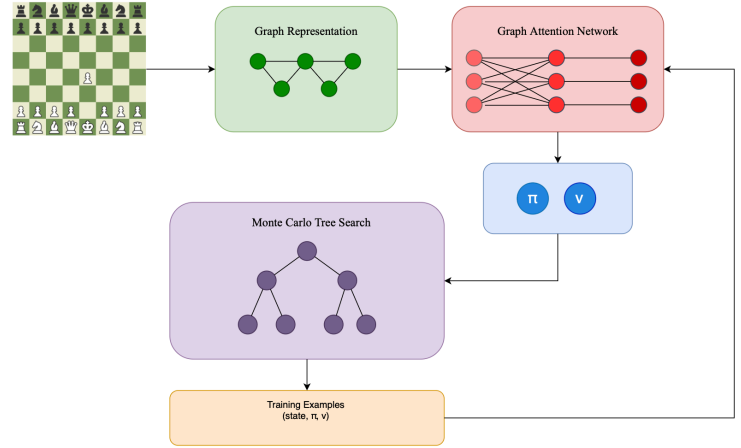 Graph Representation
Graph Attention Network
π
v
Monte Carlo Tree Search
Training Examples
(state, π, v)